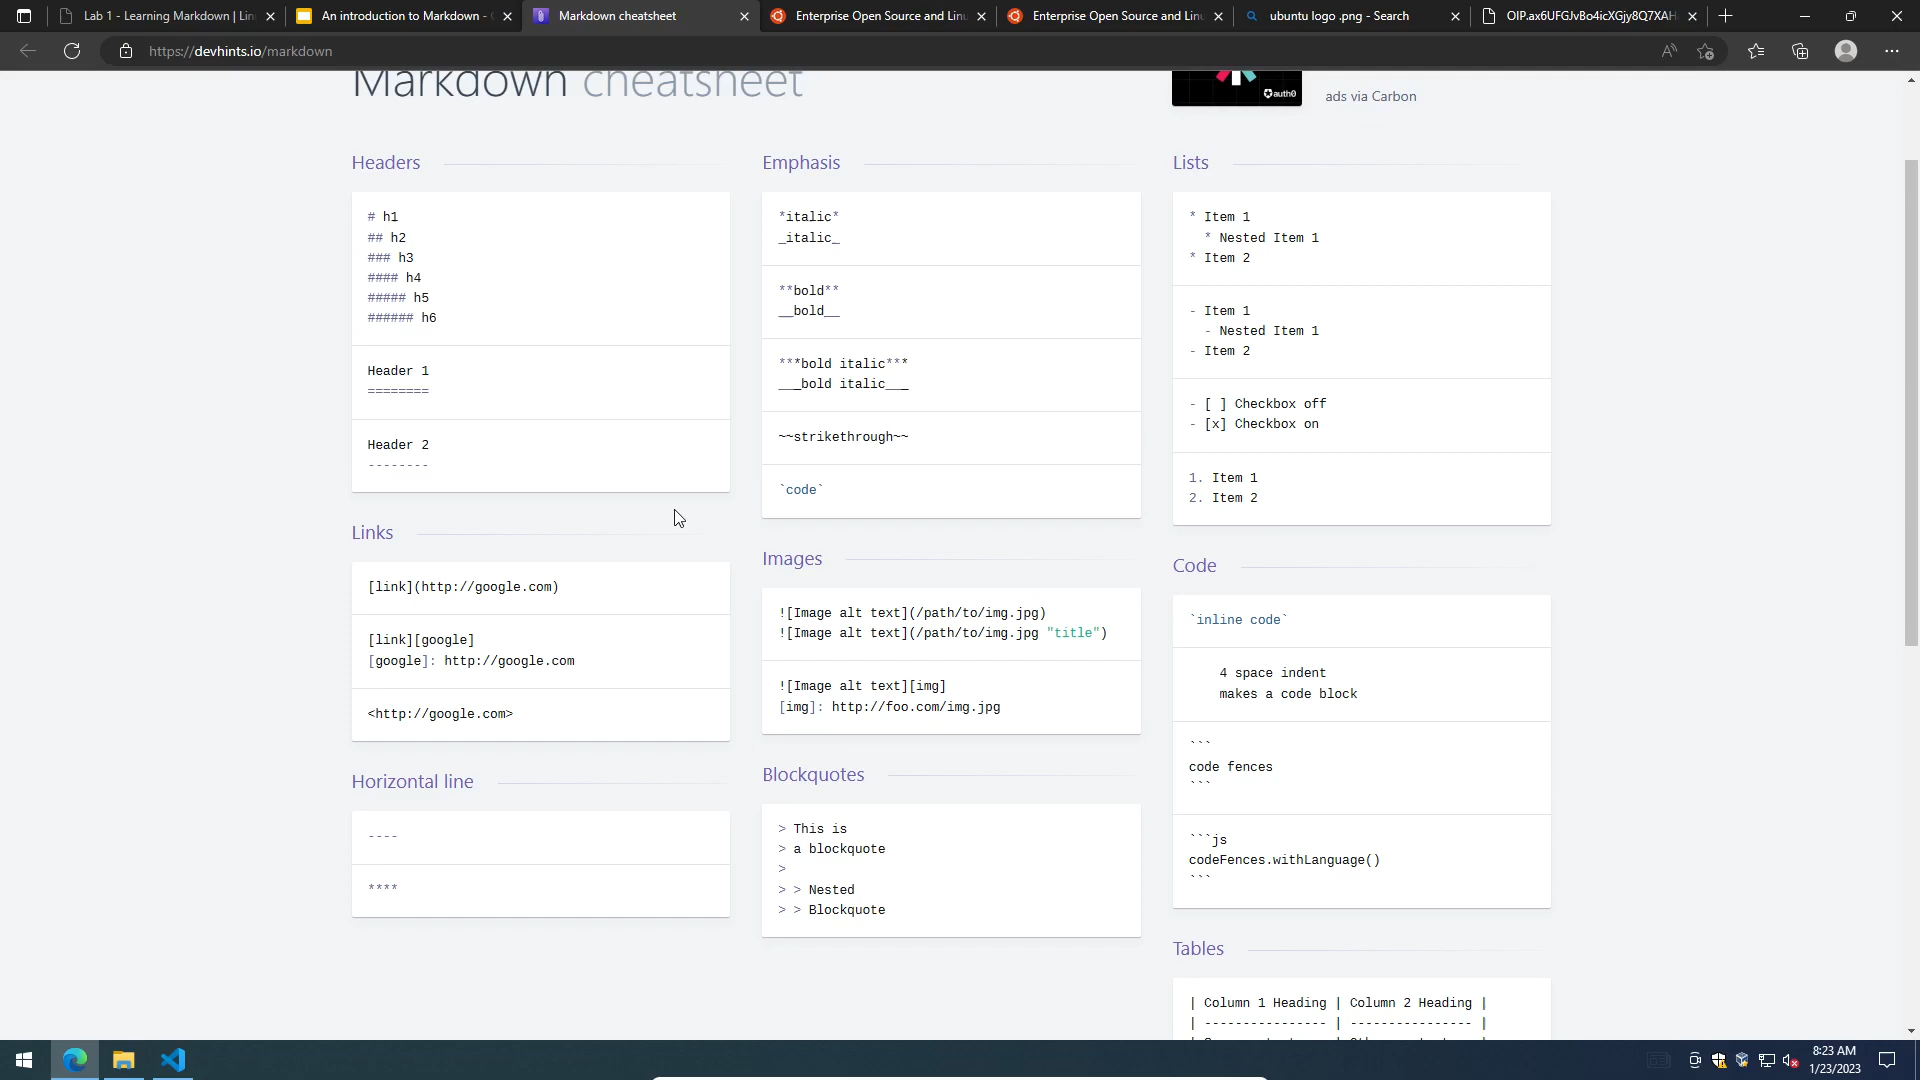 Lab 1 - Learning Markdown | Lin
An introduction to Markdown - G
Markdown cheatsheet
Enterprise Open Source and Linu
Enterprise Open Source and Linu
ubuntu logo .png - Search
OIP.ax6UFGJvBo4icXGjy8Q7XAH
https://devhints.io/markdown
Markdown cheatsheet
auth0
ads via Carbon
Headers
# h1
## h2
### h3
#### h4
##### h5
###### h6
Header 1
========
Header 2
--------
Links
[link](http://google.com)
[link][google]
[google]: http://google.com
<http://google.com>
Horizontal line
----
****
Emphasis
*italic*
_italic_
**bold**
__bold__
***bold italic***
___bold italic___
~~strikethrough~~
`code`
Images
![Image alt text](/path/to/img.jpg)
![Image alt text](/path/to/img.jpg "title")
![Image alt text][img]
[img]: http://foo.com/img.jpg
Blockquotes
> This is
> a blockquote
>
> > Nested
> > Blockquote
Lists
* Item 1
  * Nested Item 1
* Item 2
- Item 1
  - Nested Item 1
- Item 2
- [ ] Checkbox off
- [x] Checkbox on
1. Item 1
2. Item 2
Code
`inline code`
    4 space indent
    makes a code block
```
code fences
```
```js
codeFences.withLanguage()
```
Tables
| Column 1 Heading | Column 2 Heading |
| ---------------- | ---------------- |
8:23 AM
1/23/2023